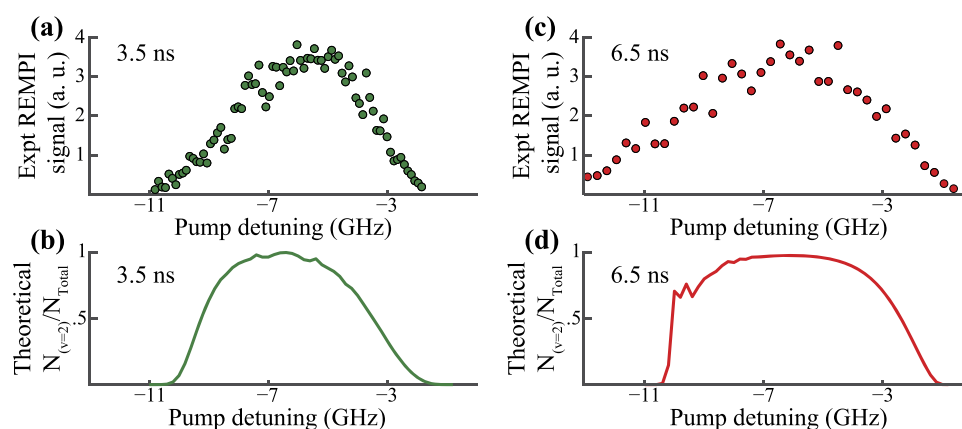 (a)
3.5 ns
Expt REMPI
signal (a. u.)
4
3
2
1
−11
−7
−3
Pump detuning (GHz)
(c)
6.5 ns
Expt REMPI
signal (a. u.)
4
3
2
1
−11
−7
−3
Pump detuning (GHz)
(b)
3.5 ns
Theoretical
N(v=2)/NTotal
1
.5
−11
−7
−3
Pump detuning (GHz)
(d)
6.5 ns
Theoretical
N(v=2)/NTotal
1
.5
−11
−7
−3
Pump detuning (GHz)